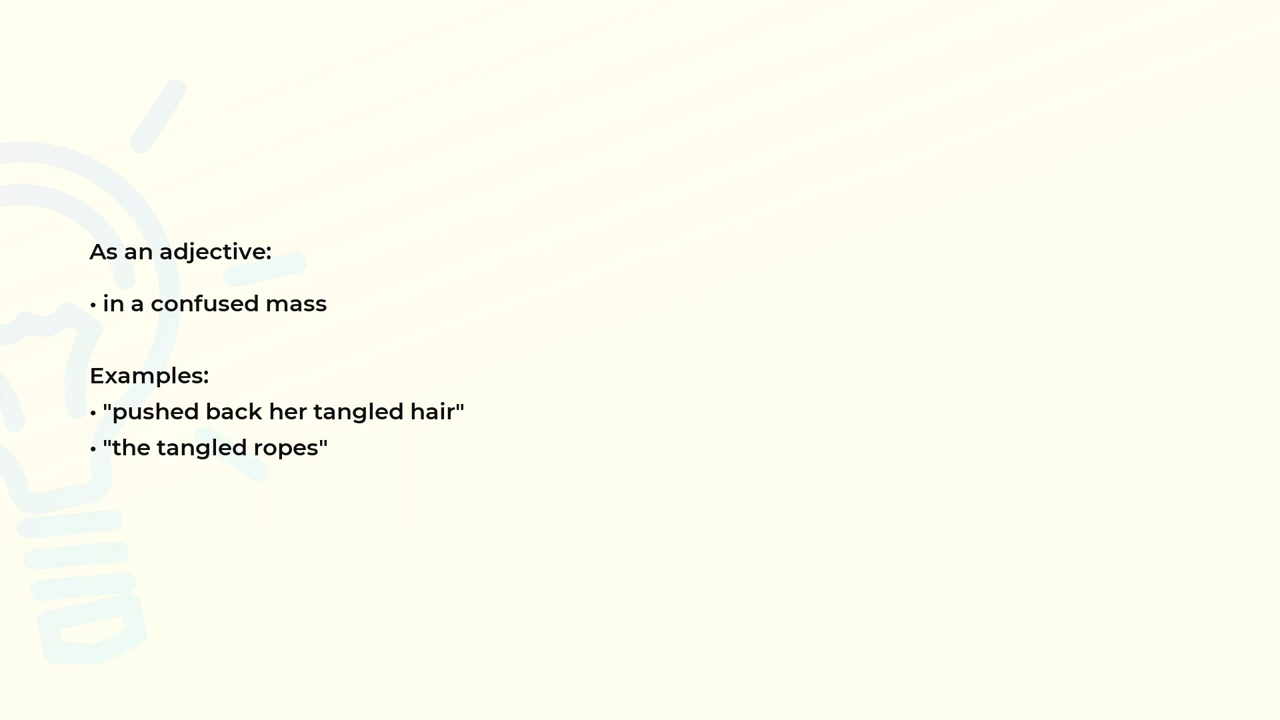 As an adjective:
• in a confused mass
Examples:
• "pushed back her tangled hair"
• "the tangled ropes"